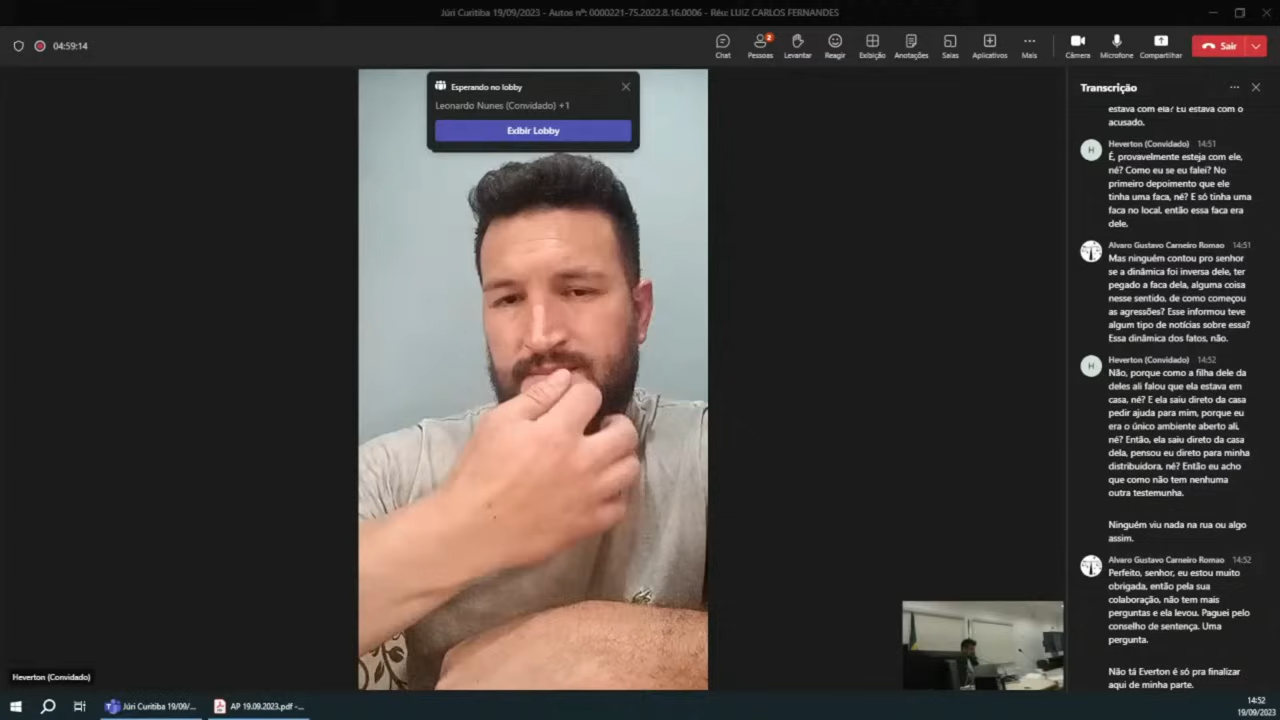 Júri Curitiba 19/09/2023 - Autos nº: 0000221-75.2022.8.16.0006 - Réu: LUIZ CARLOS FERNANDES
04:59:14
Chat
2
Pessoas
Levantar
Reagir
Exibição
Anotações
Salas
Aplicativos
Mais
Câmera
Microfone
Compartilhar
Sair
Esperando no lobby
Leonardo Nunes (Convidado) +1
Exibir Lobby
Transcrição
estava com ela? Eu estava com o
acusado.
H
Heverton (Convidado) 14:51
É, provavelmente esteja com ele,
né? Como eu se eu falei? No
primeiro depoimento que ele
tinha uma faca, né? E só tinha uma
faca no local, então essa faca era
dele.
Alvaro Gustavo Carneiro Romao 14:51
Mas ninguém contou pro senhor
se a dinâmica foi inversa dele, ter
pegado a faca dela, alguma coisa
nesse sentido, de como começou
as agressões? Esse informou teve
algum tipo de notícias sobre essa?
Essa dinâmica dos fatos, não.
H
Heverton (Convidado) 14:52
Não, porque como a filha dele da
deles ali falou que ela estava em
casa, né? E ela saiu direto da casa
pedir ajuda para mim, porque eu
era o único ambiente aberto ali,
né? Então, ela saiu direto da casa
dela, pensou eu direto para minha
distribuidora, né? Então eu acho
que como não tem nenhuma
outra testemunha.
Ninguém viu nada na rua ou algo
assim.
Alvaro Gustavo Carneiro Romao 14:52
Perfeito, senhor, eu estou muito
obrigada, então pela sua
colaboração, não tem mais
perguntas e ela levou. Paguei pelo
conselho de sentença. Uma
pergunta.
Não tá Everton é só pra finalizar
aqui de minha parte.
Heverton (Convidado)
Júri Curitiba 19/09/...
AP 19.09.2023.pdf -...
14:52
19/09/2023